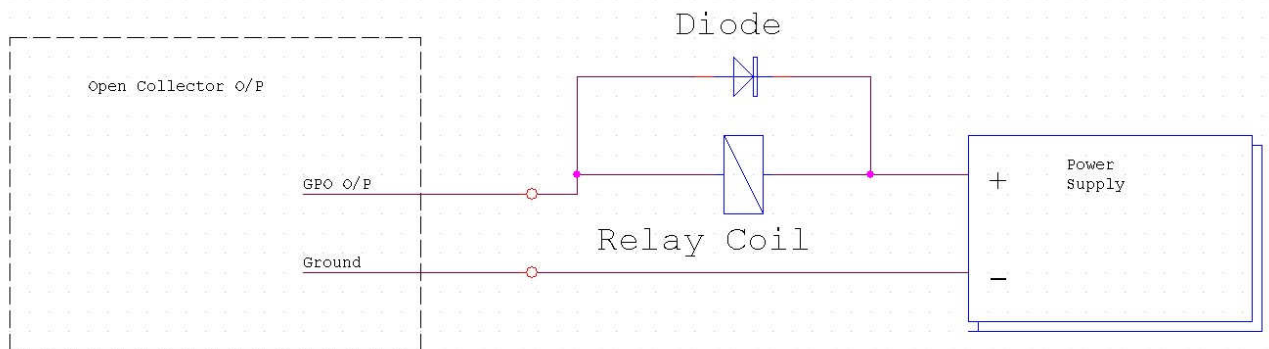 Diode
Open Collector O/P
Power
Supply
+
GPO O/P
Relay Coil
Ground
−